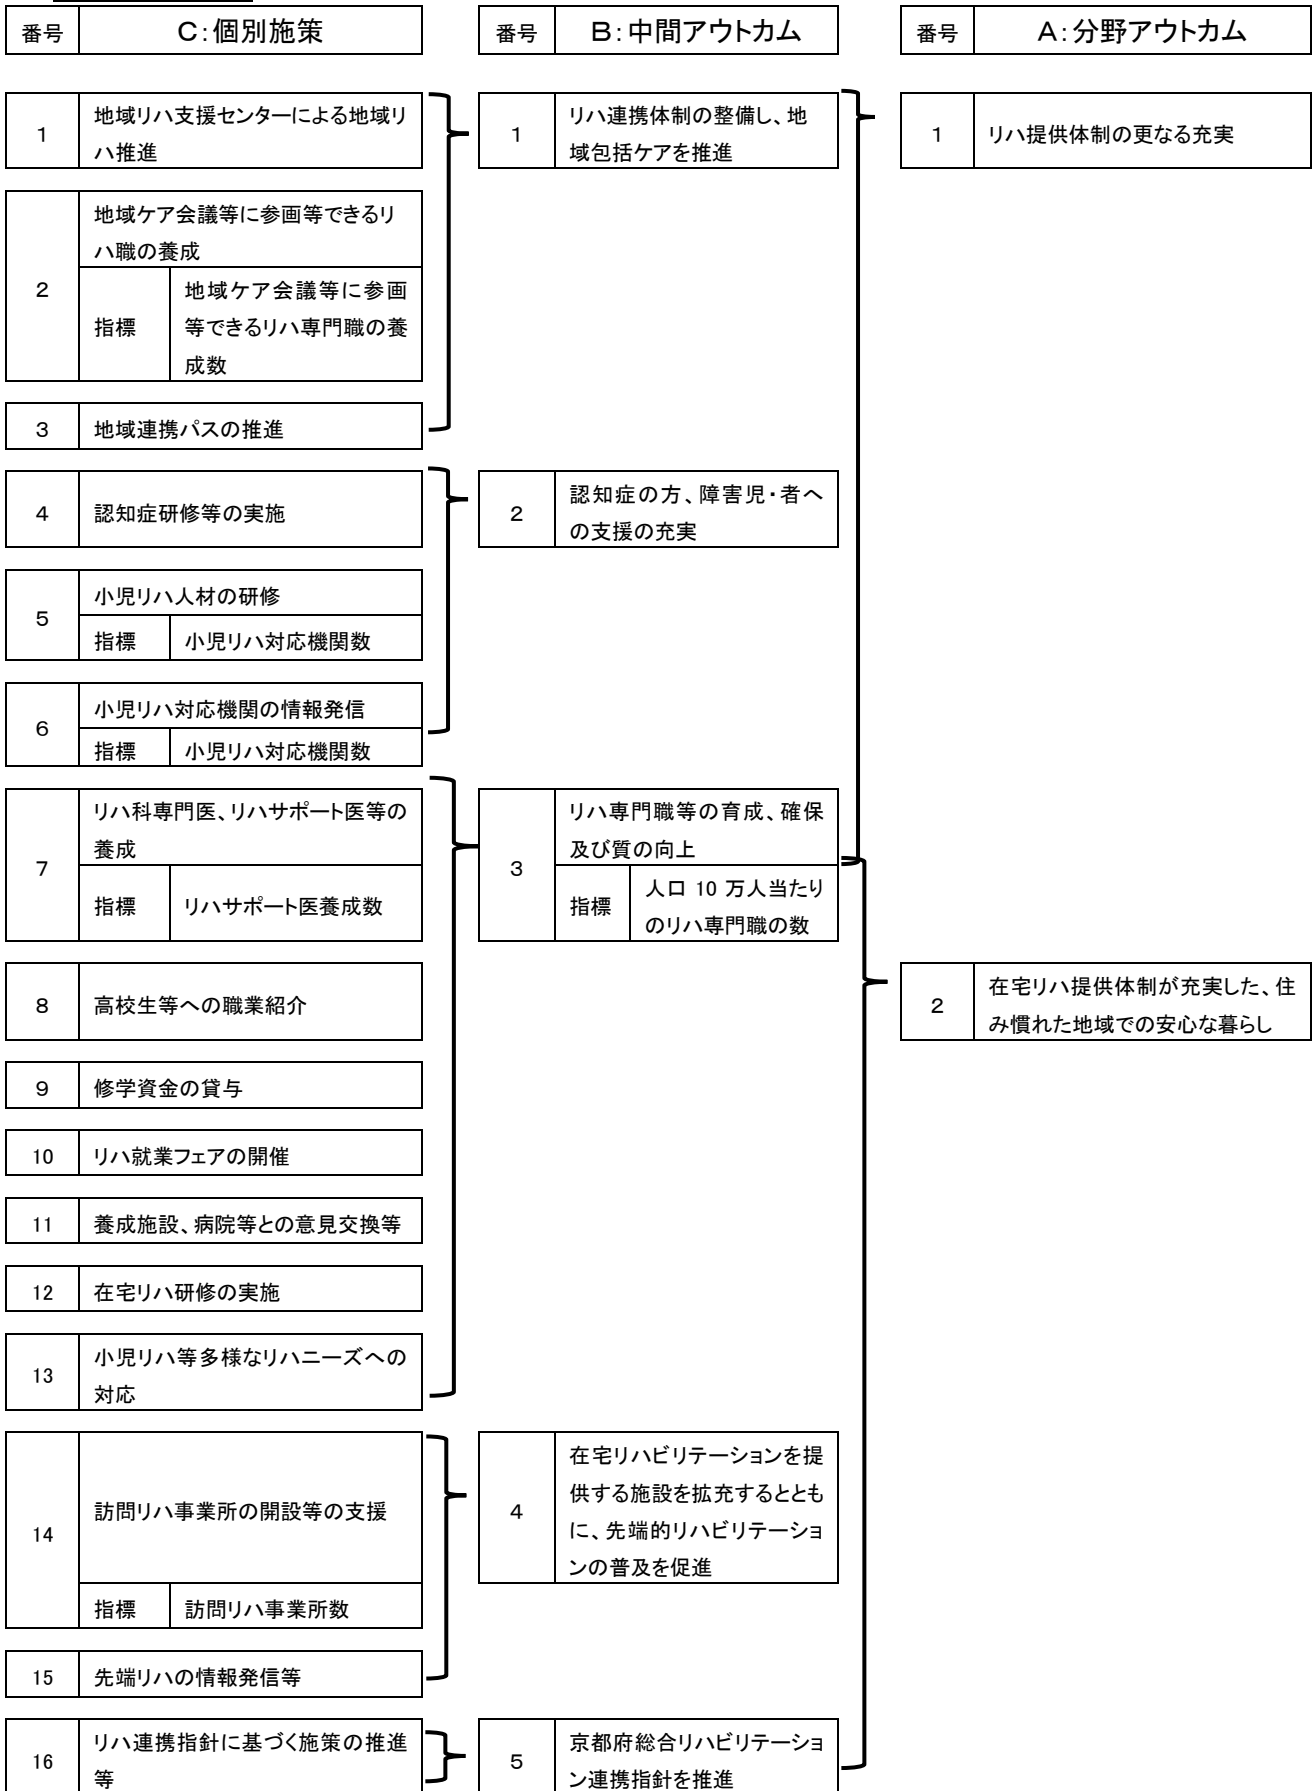 番号
C:個別施策
番号
B:中間アウトカム
番号
A:分野アウトカム
1
地域リハ支援センターによる地域リ
ハ推進
1
リハ連携体制の整備し、地
域包括ケアを推進
1
リハ提供体制の更なる充実
2
地域ケア会議等に参画等できるリ
ハ職の養成
指標
地域ケア会議等に参画
等できるリハ専門職の養
成数
3
地域連携パスの推進
4
認知症研修等の実施
2
認知症の方、障害児・者へ
の支援の充実
5
小児リハ人材の研修
指標
小児リハ対応機関数
6
小児リハ対応機関の情報発信
指標
小児リハ対応機関数
7
リハ科専門医、リハサポート医等の
養成
指標
リハサポート医養成数
3
リハ専門職等の育成、確保
及び質の向上
指標
人口 10 万人当たり
のリハ専門職の数
8
高校生等への職業紹介
2
在宅リハ提供体制が充実した、住
み慣れた地域での安心な暮らし
9
修学資金の貸与
10
リハ就業フェアの開催
11
養成施設、病院等との意見交換等
12
在宅リハ研修の実施
13
小児リハ等多様なリハニーズへの
対応
14
訪問リハ事業所の開設等の支援
指標
訪問リハ事業所数
4
在宅リハビリテーションを提
供する施設を拡充するととも
に、先端的リハビリテーショ
ンの普及を促進
15
先端リハの情報発信等
16
リハ連携指針に基づく施策の推進
等
5
京都府総合リハビリテーショ
ン連携指針を推進